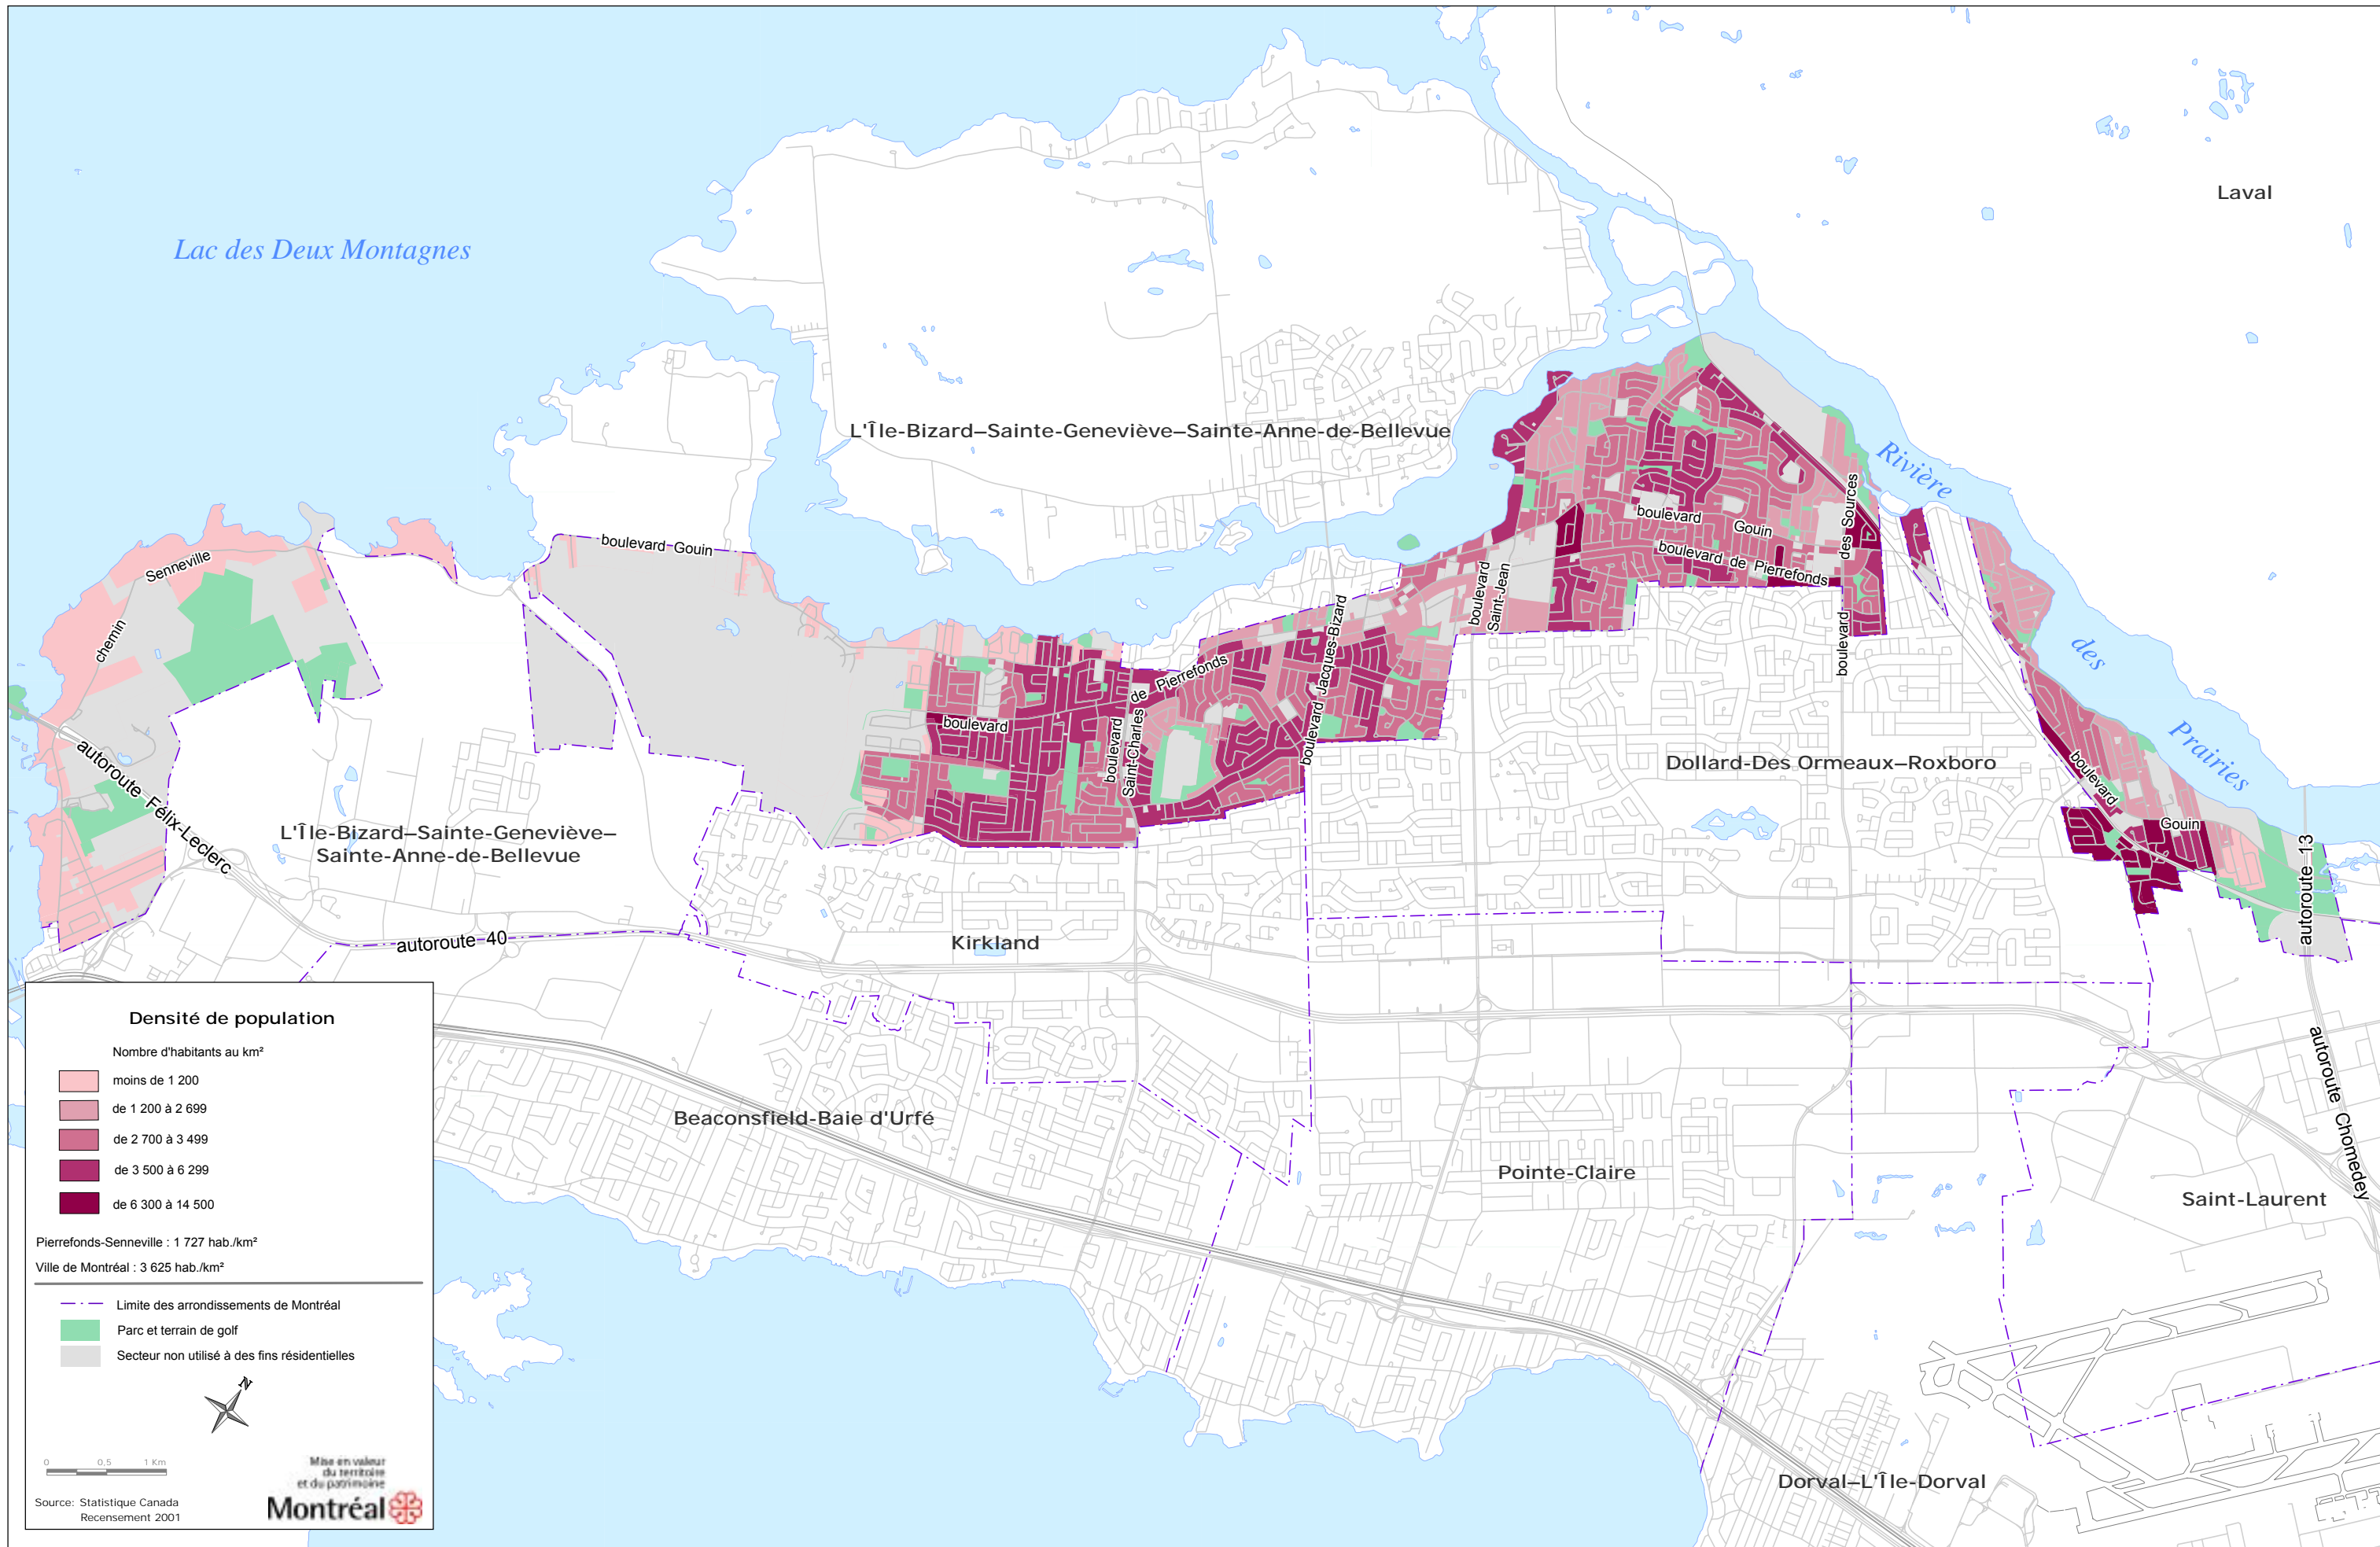 Laval
Lac des Deux Montagnes
L'Île-Bizard–Sainte-Geneviève–Sainte-Anne-de-Bellevue
Rivière
des
Prairies
boulevard Gouin
Senneville
chemin
boulevard
Gouin
des Sources
boulevard de Pierrefonds
boulevard
Saint-Jean
boulevard
boulevard Jacques-Bizard
de Pierrefonds
boulevard
boulevard
Saint-Charles
boulevard
Gouin
autoroute 13
autoroute Félix-Leclerc
Dollard-Des Ormeaux–Roxboro
L'Île-Bizard–Sainte-Geneviève–
Sainte-Anne-de-Bellevue
autoroute 40
Kirkland
Beaconsfield-Baie d'Urfé
Pointe-Claire
autoroute Chomedey
Saint-Laurent
Dorval–L'Île-Dorval
Densité de population
Nombre d'habitants au km²
moins de 1 200
de 1 200 à 2 699
de 2 700 à 3 499
de 3 500 à 6 299
de 6 300 à 14 500
Pierrefonds-Senneville : 1 727 hab./km²
Ville de Montréal : 3 625 hab./km²
Limite des arrondissements de Montréal
Parc et terrain de golf
Secteur non utilisé à des fins résidentielles
N
0 0,5 1 Km
Mise en valeur
du territoire
et du patrimoine
Montréal
Source: Statistique Canada
Recensement 2001